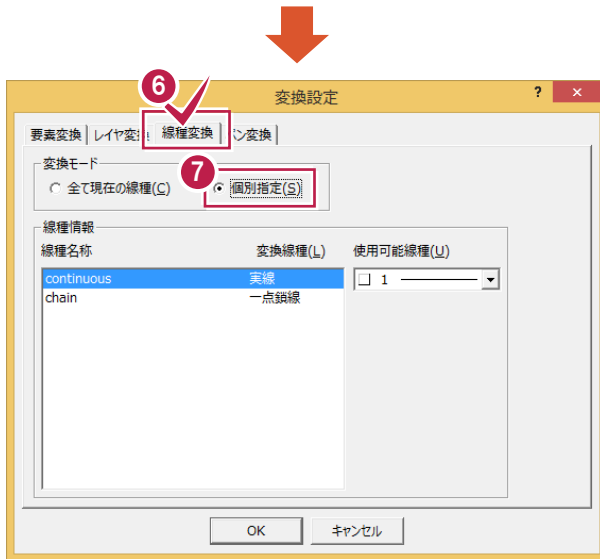 6
変換設定
?
×
要素変換 レイヤ変 線種変換 ン変換
変換モード
7
全て現在の線種(C) 個別指定(S)
線種情報
線種名称 変換線種(L) 使用可能線種(U)
continuous 実線 1
chain 一点鎖線
OK キャンセル